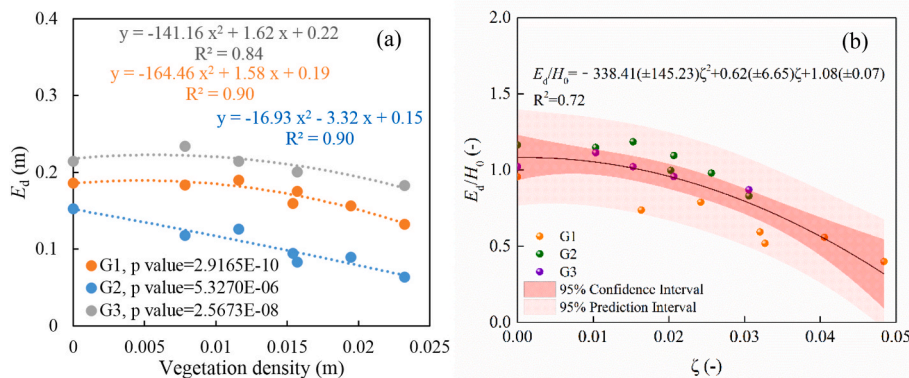 (a)
y = -141.16 x² + 1.62 x + 0.22
R² = 0.84
y = -164.46 x² + 1.58 x + 0.19
R² = 0.90
y = -16.93 x² - 3.32 x + 0.15
R² = 0.90
0.4
0.3
0.2
0.1
0
E_d (m)
G1, p value=2.9165E-10
G2, p value=5.3270E-06
G3, p value=2.5673E-08
0 0.005 0.01 0.015 0.02 0.025
Vegetation density (m)
(b)
E_d/H_0= - 338.41(±145.23)ζ²+0.62(±6.65)ζ+1.08(±0.07)
R²=0.72
2.0
1.5
1.0
0.5
0.0
E_d/H_0 (-)
G1
G2
G3
95% Confidence Interval
95% Prediction Interval
0.00 0.01 0.02 0.03 0.04 0.05
ζ (-)